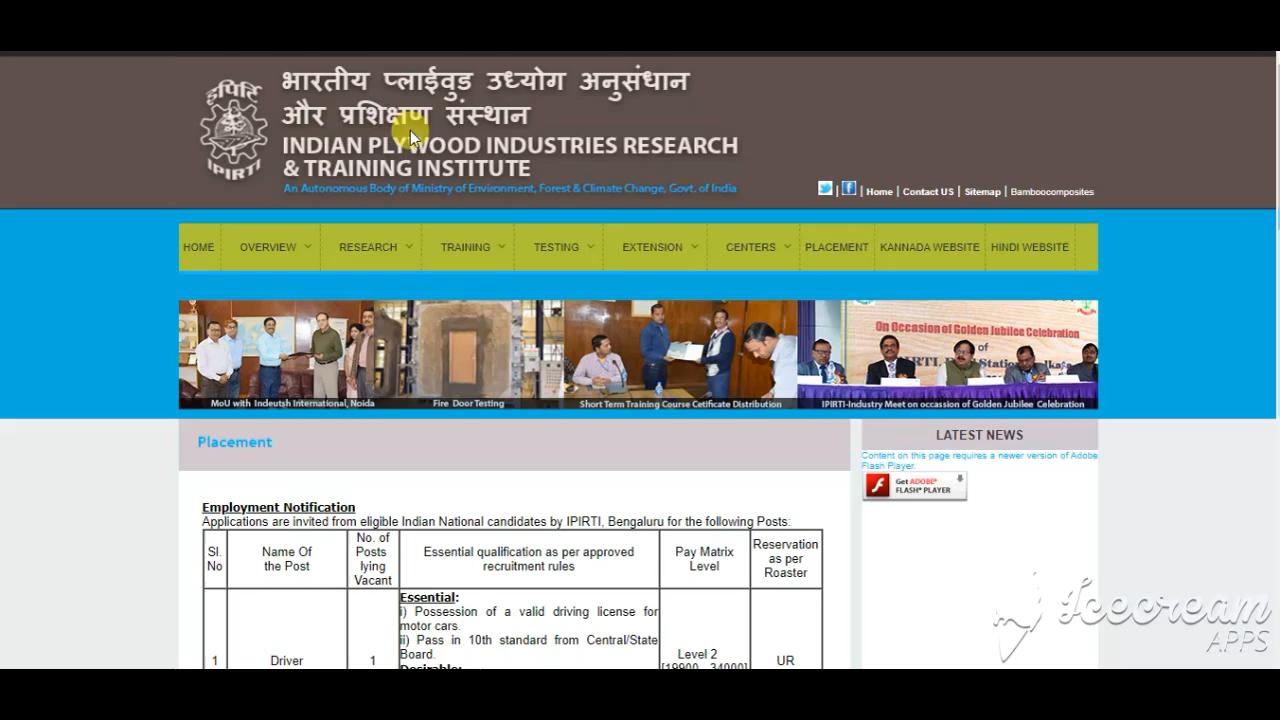 इपिरि
IPIRTI
भारतीय प्लाईवुड उध्योग अनुसंधान
और प्रशिक्षण संस्थान
INDIAN PLYWOOD INDUSTRIES RESEARCH
& TRAINING INSTITUTE
An Autonomous Body of Ministry of Environment, Forest & Climate Change, Govt. of India
| | Home | Contact US | Sitemap | Bamboocomposites
HOME OVERVIEW RESEARCH TRAINING TESTING EXTENSION CENTERS PLACEMENT KANNADA WEBSITE HINDI WEBSITE
On Occasion of Golden Jubilee Celebration
of
MoU with Indeutsh International, Noida
Fire Door Testing
Short Term Training Course Cetificate Distribution
IPIRTI-Industry Meet on occassion of Golden Jubilee Celebration
Placement
Employment Notification
Applications are invited from eligible Indian National candidates by IPIRTI, Bengaluru for the following Posts:
Sl.
No
Name Of
the Post
No. of
Posts
lying
Vacant
Essential qualification as per approved
recruitment rules
Pay Matrix
Level
Reservation
as per
Roaster
1
Driver
1
Essential:
i) Possession of a valid driving license for
motor cars.
ii) Pass in 10th standard from Central/State
Board.
Desirable:
Level 2
[19900 - 34000]
UR
LATEST NEWS
Content on this page requires a newer version of Adobe
Flash Player.
Get ADOBE®
FLASH® PLAYER
Icecream
APPS